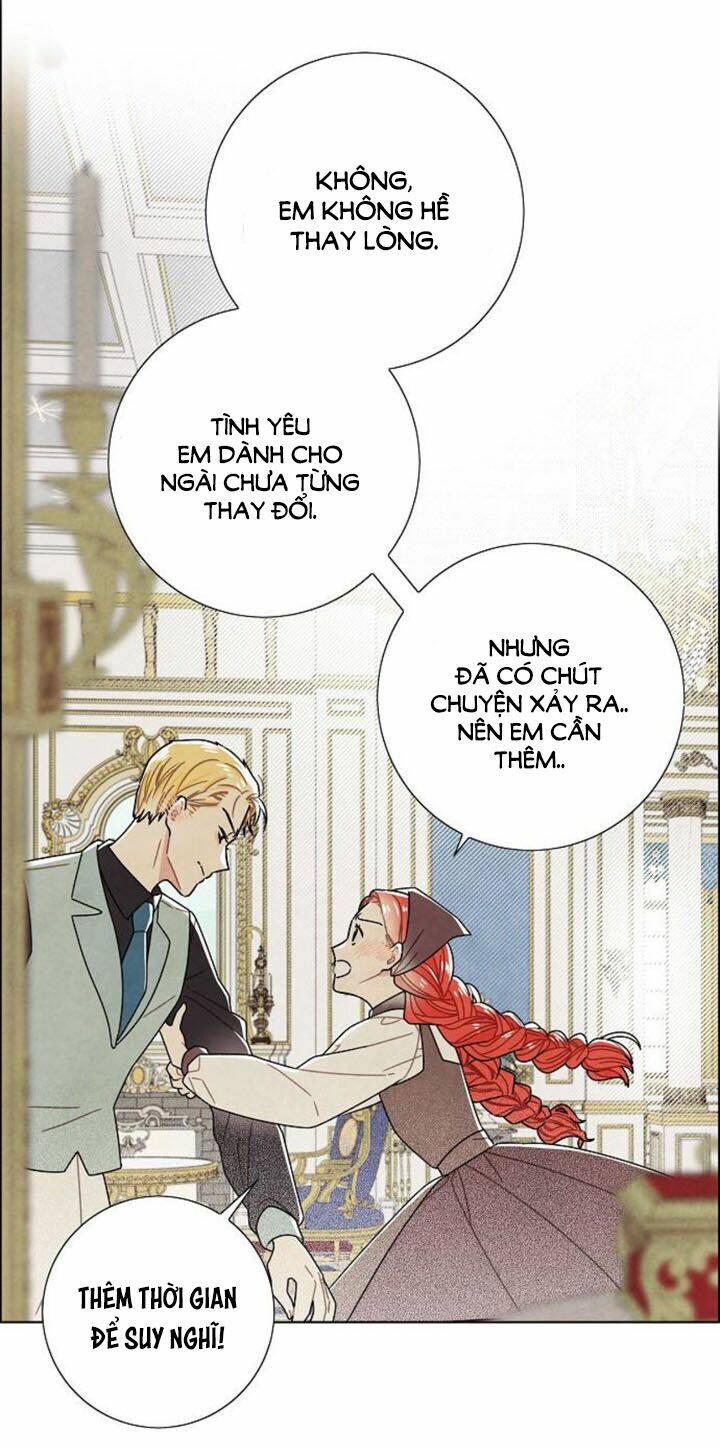 KHÔNG,
EM KHÔNG HỀ
THAY LÒNG.
TÌNH YÊU
EM DÀNH CHO
NGÀI CHƯA TỪNG
THAY ĐỔI.
NHƯNG
ĐÃ CÓ CHÚT
CHUYỆN XẢY RA..
NÊN EM CẦN
THÊM..
THÊM THỜI GIAN
ĐỂ SUY NGHĨ!